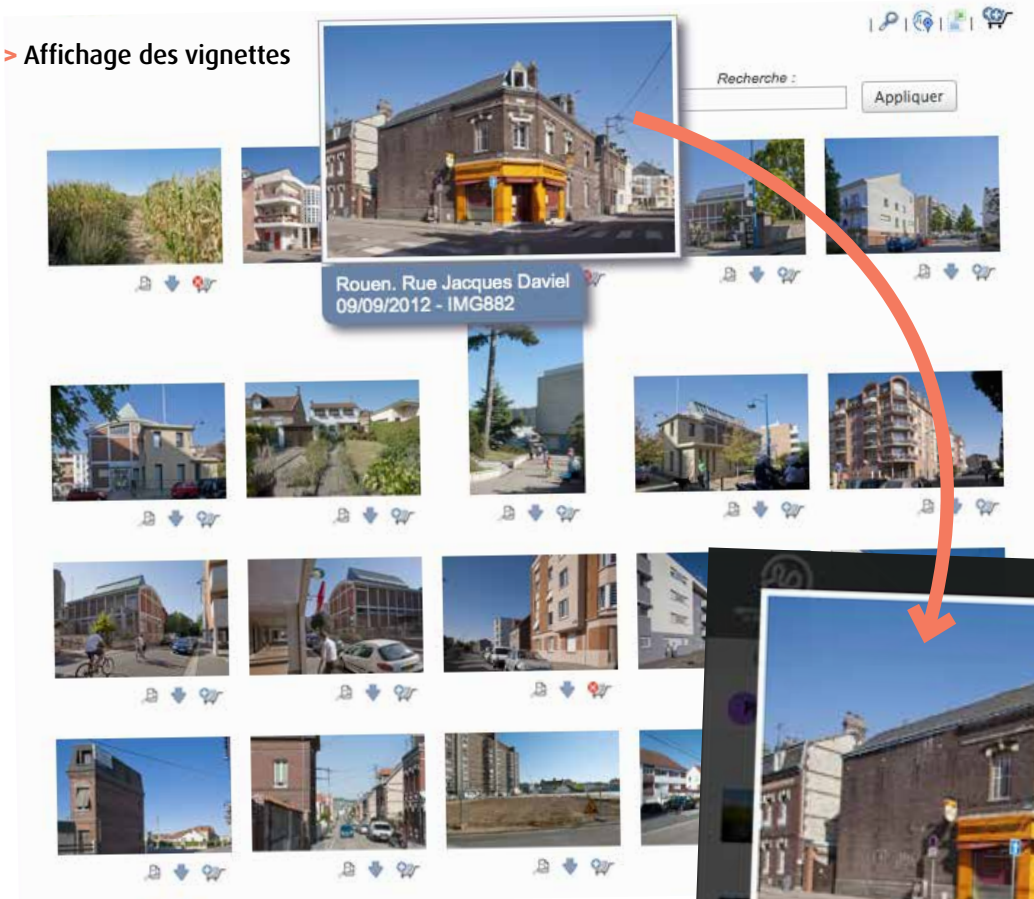 > Affichage des vignettes
Recherche :
Appliquer
Rouen. Rue Jacques Daviel
09/09/2012 - IMG882